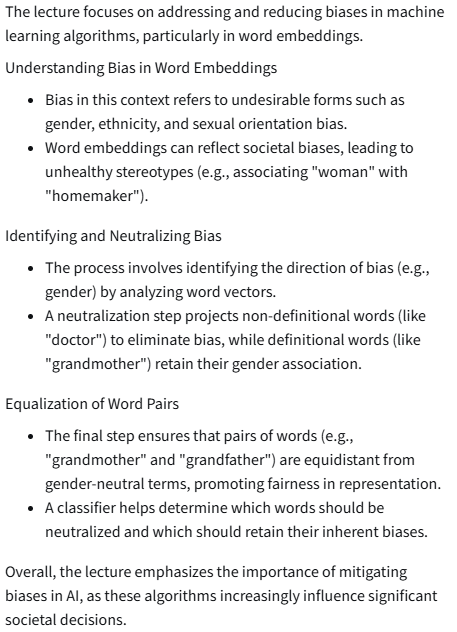 The lecture focuses on addressing and reducing biases in machine
learning algorithms, particularly in word embeddings.
Understanding Bias in Word Embeddings
• Bias in this context refers to undesirable forms such as
gender, ethnicity, and sexual orientation bias.
• Word embeddings can reflect societal biases, leading to
unhealthy stereotypes (e.g., associating "woman" with
"homemaker").
Identifying and Neutralizing Bias
• The process involves identifying the direction of bias (e.g.,
gender) by analyzing word vectors.
• A neutralization step projects non-definitional words (like
"doctor") to eliminate bias, while definitional words (like
"grandmother") retain their gender association.
Equalization of Word Pairs
• The final step ensures that pairs of words (e.g.,
"grandmother" and "grandfather") are equidistant from
gender-neutral terms, promoting fairness in representation.
• A classifier helps determine which words should be
neutralized and which should retain their inherent biases.
Overall, the lecture emphasizes the importance of mitigating
biases in AI, as these algorithms increasingly influence significant
societal decisions.